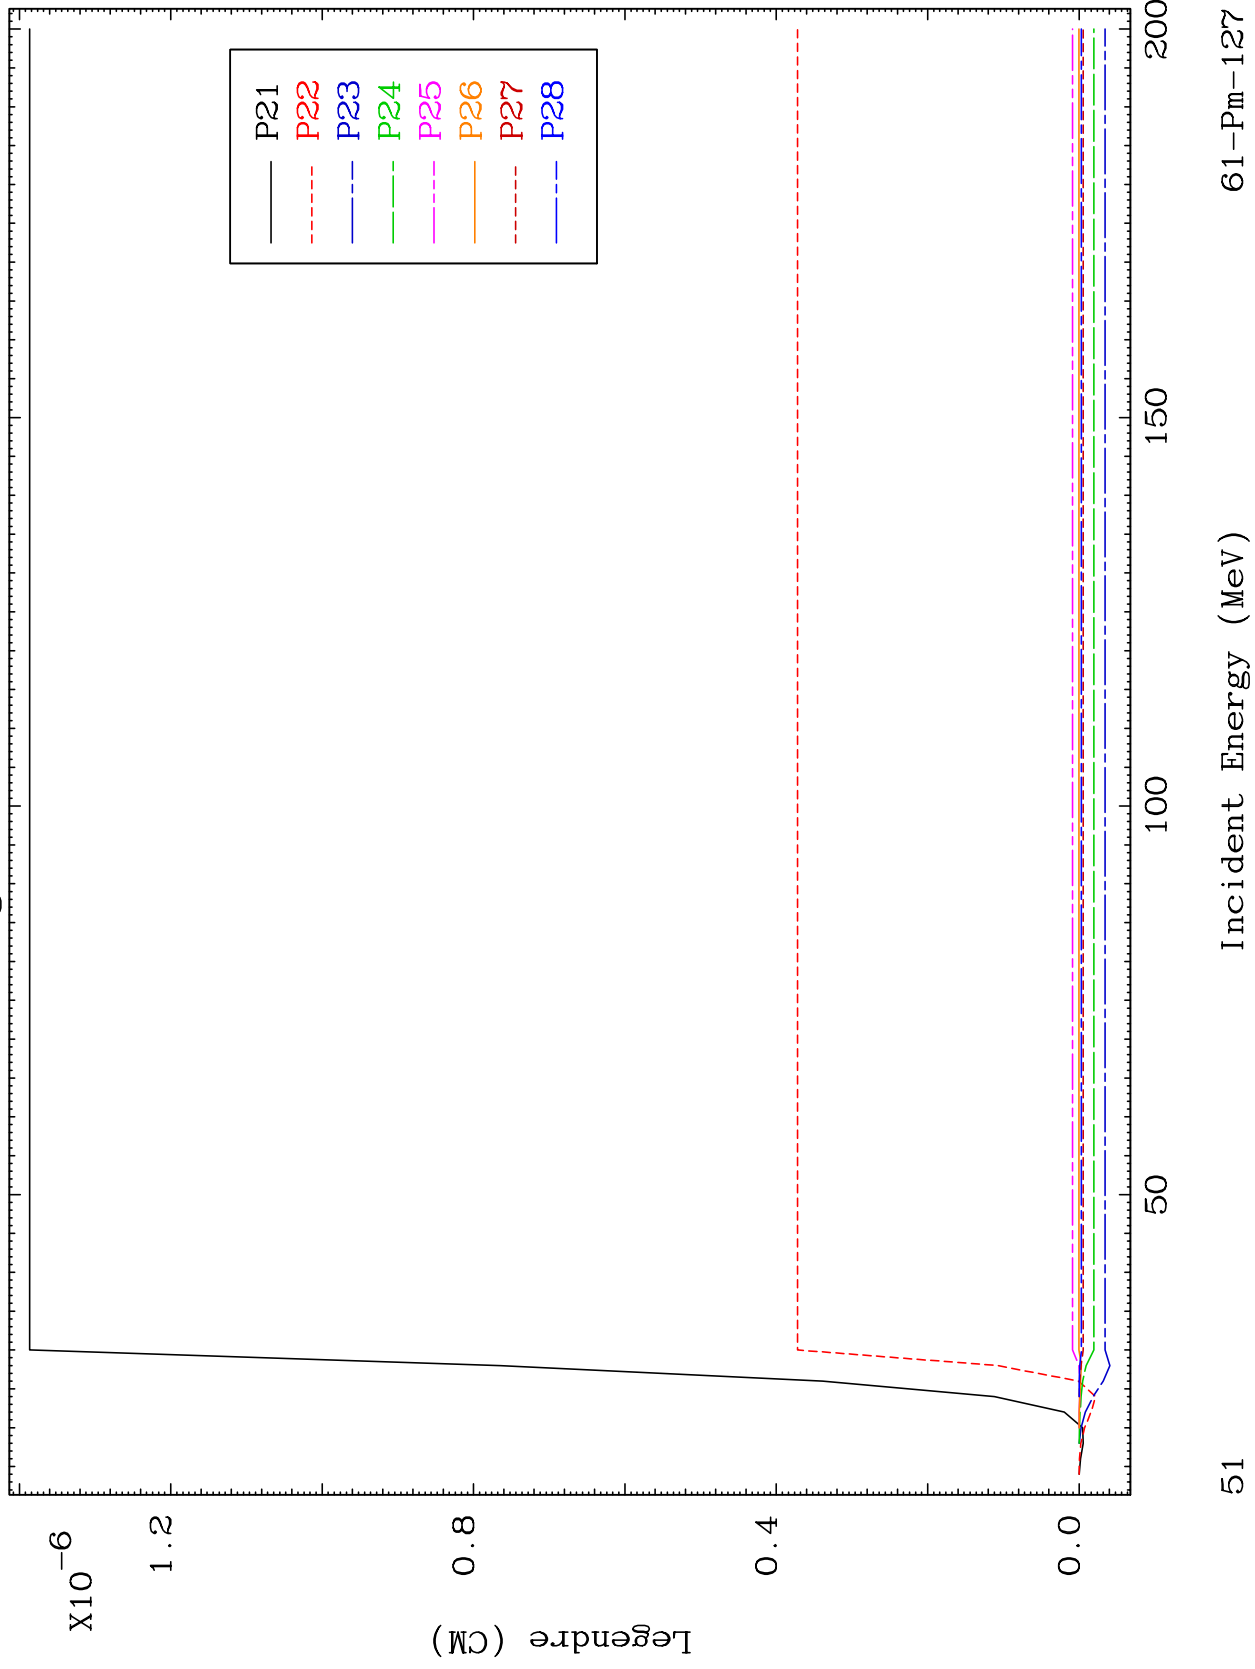 X10-6
1.2
0.8
0.4
0.0
Legendre (CM)
P21
P22
P23
P24
P25
P26
P27
P28
50
100
150
200
51
Incident Energy (MeV)
61-Pm-127